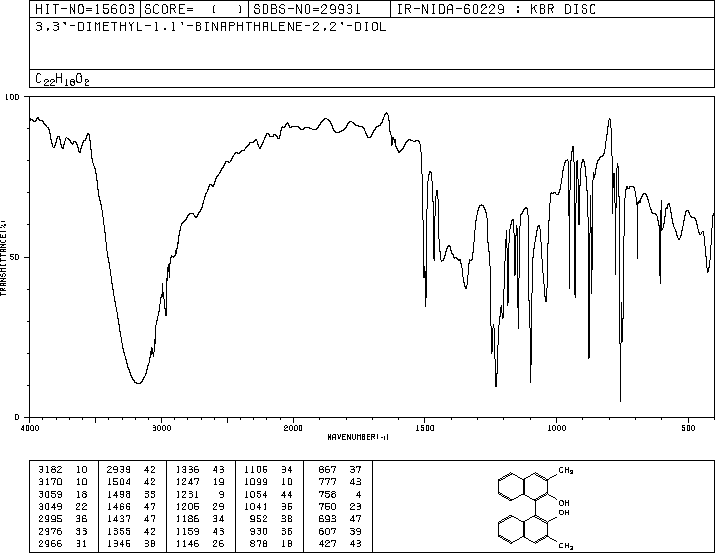 HIT-NO=15603 SCORE= ( ) SDBS-NO=29931 IR-NIDA-60229 : KBR DISC
3,3'-DIMETHYL-1,1'-BINAPHTHALENE-2,2'-DIOL
C22H18O2
100
50
0
TRANSMITTANCE(%)
4000 3000 2000 1500 1000 500
WAVENUMBER(-1)
3182 10 2939 42 1336 43 1106 34 867 37
3170 10 1504 42 1247 19 1099 10 777 43
3059 18 1498 35 1231 9 1054 44 758 4
3049 22 1466 47 1206 29 1041 36 750 23
2995 36 1437 47 1186 34 952 38 693 47
2976 33 1355 42 1159 43 930 36 607 39
2966 31 1346 38 1146 26 878 18 427 43
CH3
OH
OH
CH3